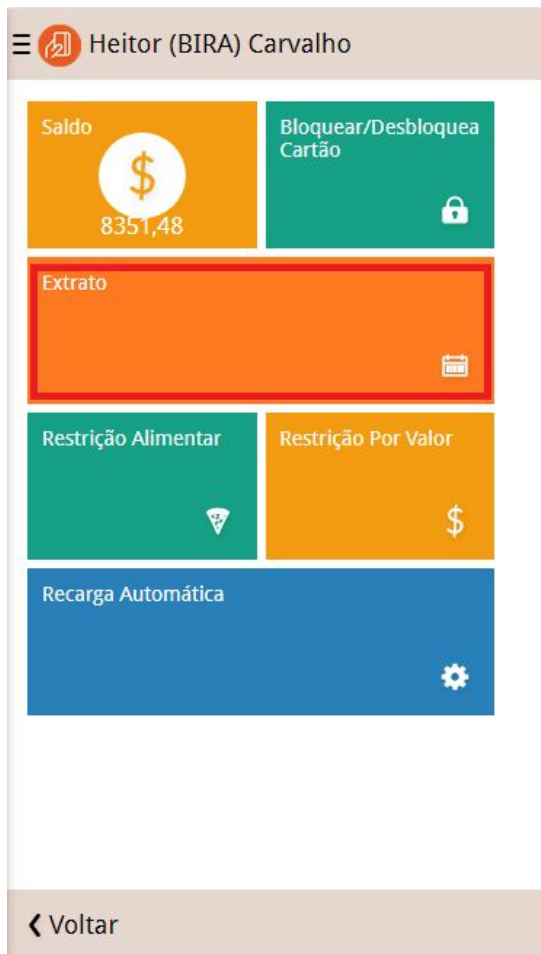 Heitor (BIRA) Carvalho
Saldo
$
8351,48
Bloquear/Desbloquea
Cartão
Extrato
Restrição Alimentar
Restrição Por Valor
$
Recarga Automática
Voltar